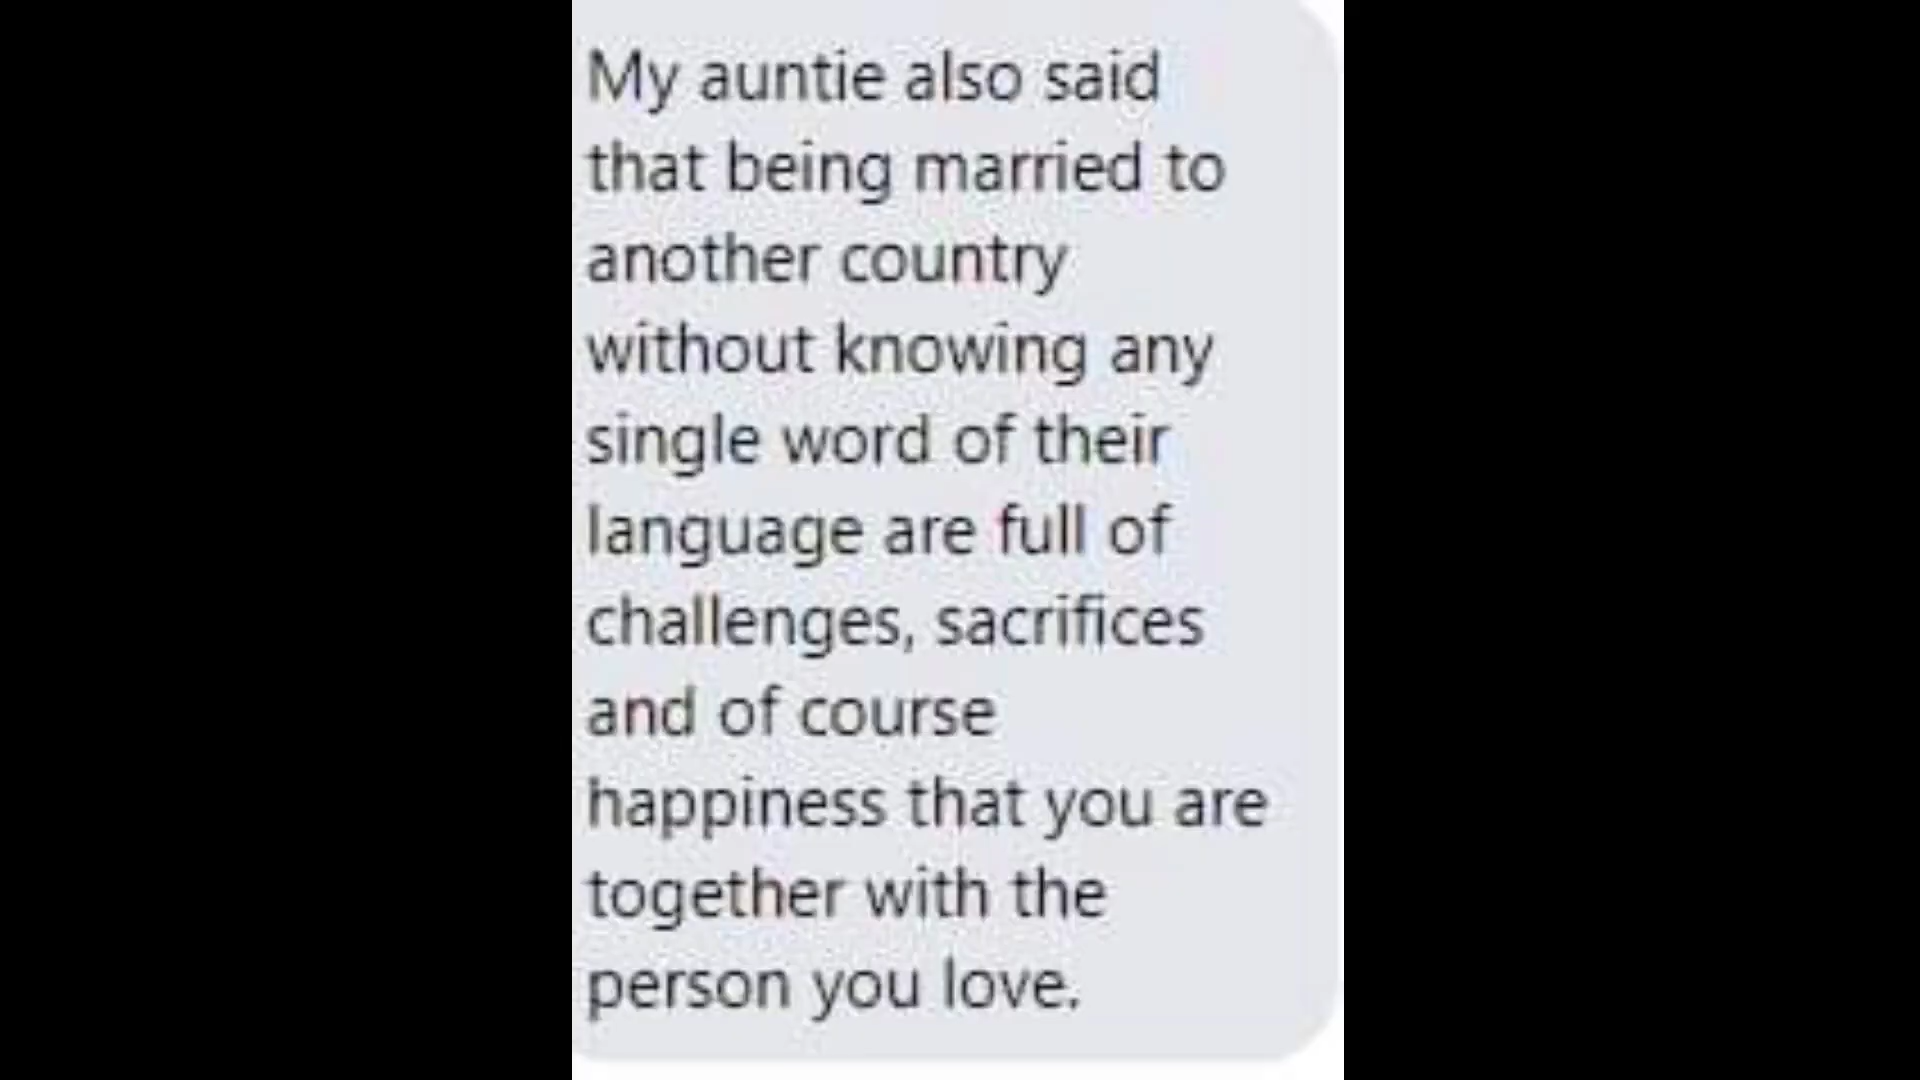 My auntie also said
that being married to
another country
without knowing any
single word of their
language are full of
challenges, sacrifices
and of course
happiness that you are
together with the
person you love.